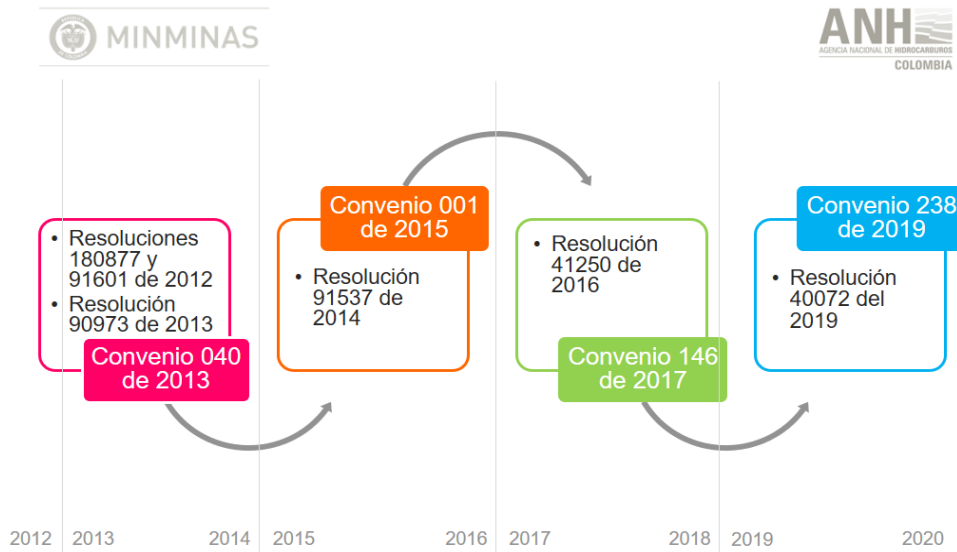 MINMINAS
ANH
AGENCIA NACIONAL DE HIDROCARBUROS
COLOMBIA
• Resoluciones
180877 y
91601 de 2012
• Resolución
90973 de 2013
Convenio 040
de 2013
Convenio 001
de 2015
• Resolución
91537 de
2014
• Resolución
41250 de
2016
Convenio 146
de 2017
Convenio 238
de 2019
• Resolución
40072 del
2019
2012 2013 2014 2015 2016 2017 2018 2019 2020